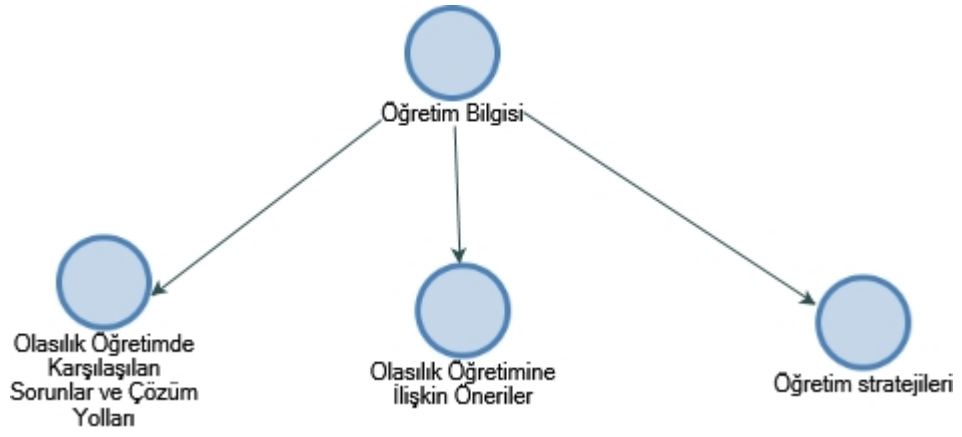 Öğretim Bilgisi
Olasılık Öğretimde
Karşılaşılan
Sorunlar ve Çözüm
Yolları
Olasılık Öğretimine
İlişkin Öneriler
Öğretim stratejileri